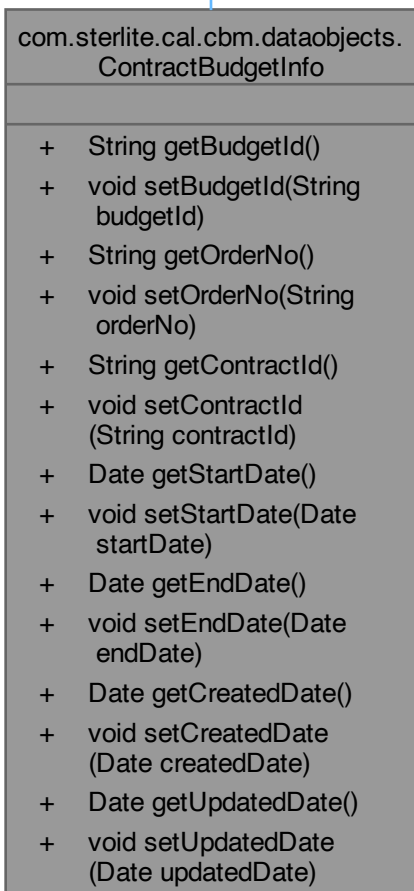 com.sterlite.cal.cbm.dataobjects.
ContractBudgetInfo
+ String getBudgetId()
+ void setBudgetId(String
budgetId)
+ String getOrderNo()
+ void setOrderNo(String
orderNo)
+ String getContractId()
+ void setContractId
(String contractId)
+ Date getStartDate()
+ void setStartDate(Date
startDate)
+ Date getEndDate()
+ void setEndDate(Date
endDate)
+ Date getCreatedDate()
+ void setCreatedDate
(Date createdDate)
+ Date getUpdatedDate()
+ void setUpdatedDate
(Date updatedDate)